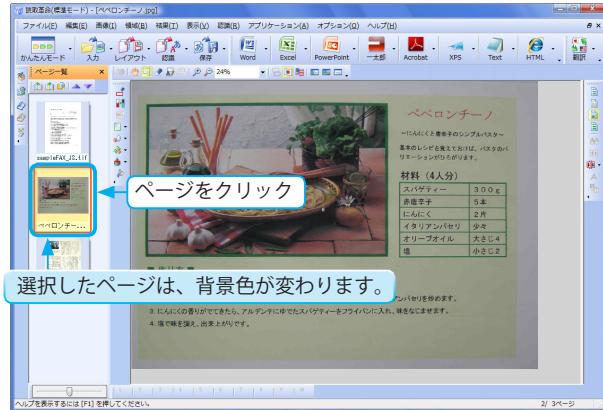 読取革命(標準モード) - [ペペロンチーノ.jpg]
ファイル(F) 編集(E) 画像(I) 領域(B) 結果(T) 表示(V) 認識(R) アプリケーション(A) オプション(O) ヘルプ(H)
かんたんモード 入力 レイアウト 認識 保存 Word Excel PowerPoint 一太郎 Acrobat XPS Text HTML 翻訳
ページ一覧
24%
sampleFAX_JS.tif
ペペロンチー...
ページをクリック
選択したページは、背景色が変わります。
ペペロンチーノ
～にんにくと唐辛子のシンプルパスタ～
基本のレシピと覚えておけば、パスタのバ
リエーションがひろがります。
材料（4人分）
スパゲティー 300g
赤唐辛子 5本
にんにく 2片
イタリアンパセリ 少々
オリーブオイル 大さじ4
塩 小さじ2
ンパセリを炒めます。
3. にんにくの香りがでてきたら、アルデンテにゆでたスパゲティーをフライパンに入れ、味をなじませます。
4. 塩で味を調え、出来上がりです。
ヘルプを表示するには [F1] を押してください。
2/ 3ページ